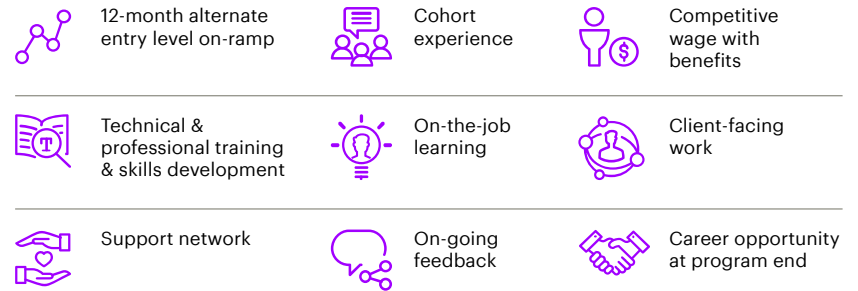 12-month alternate
entry level on-ramp
Cohort
experience
Competitive
wage with
benefits
T
$
Technical &
professional training
& skills development
On-the-job
learning
Client-facing
work
Support network
On-going
feedback
Career opportunity
at program end